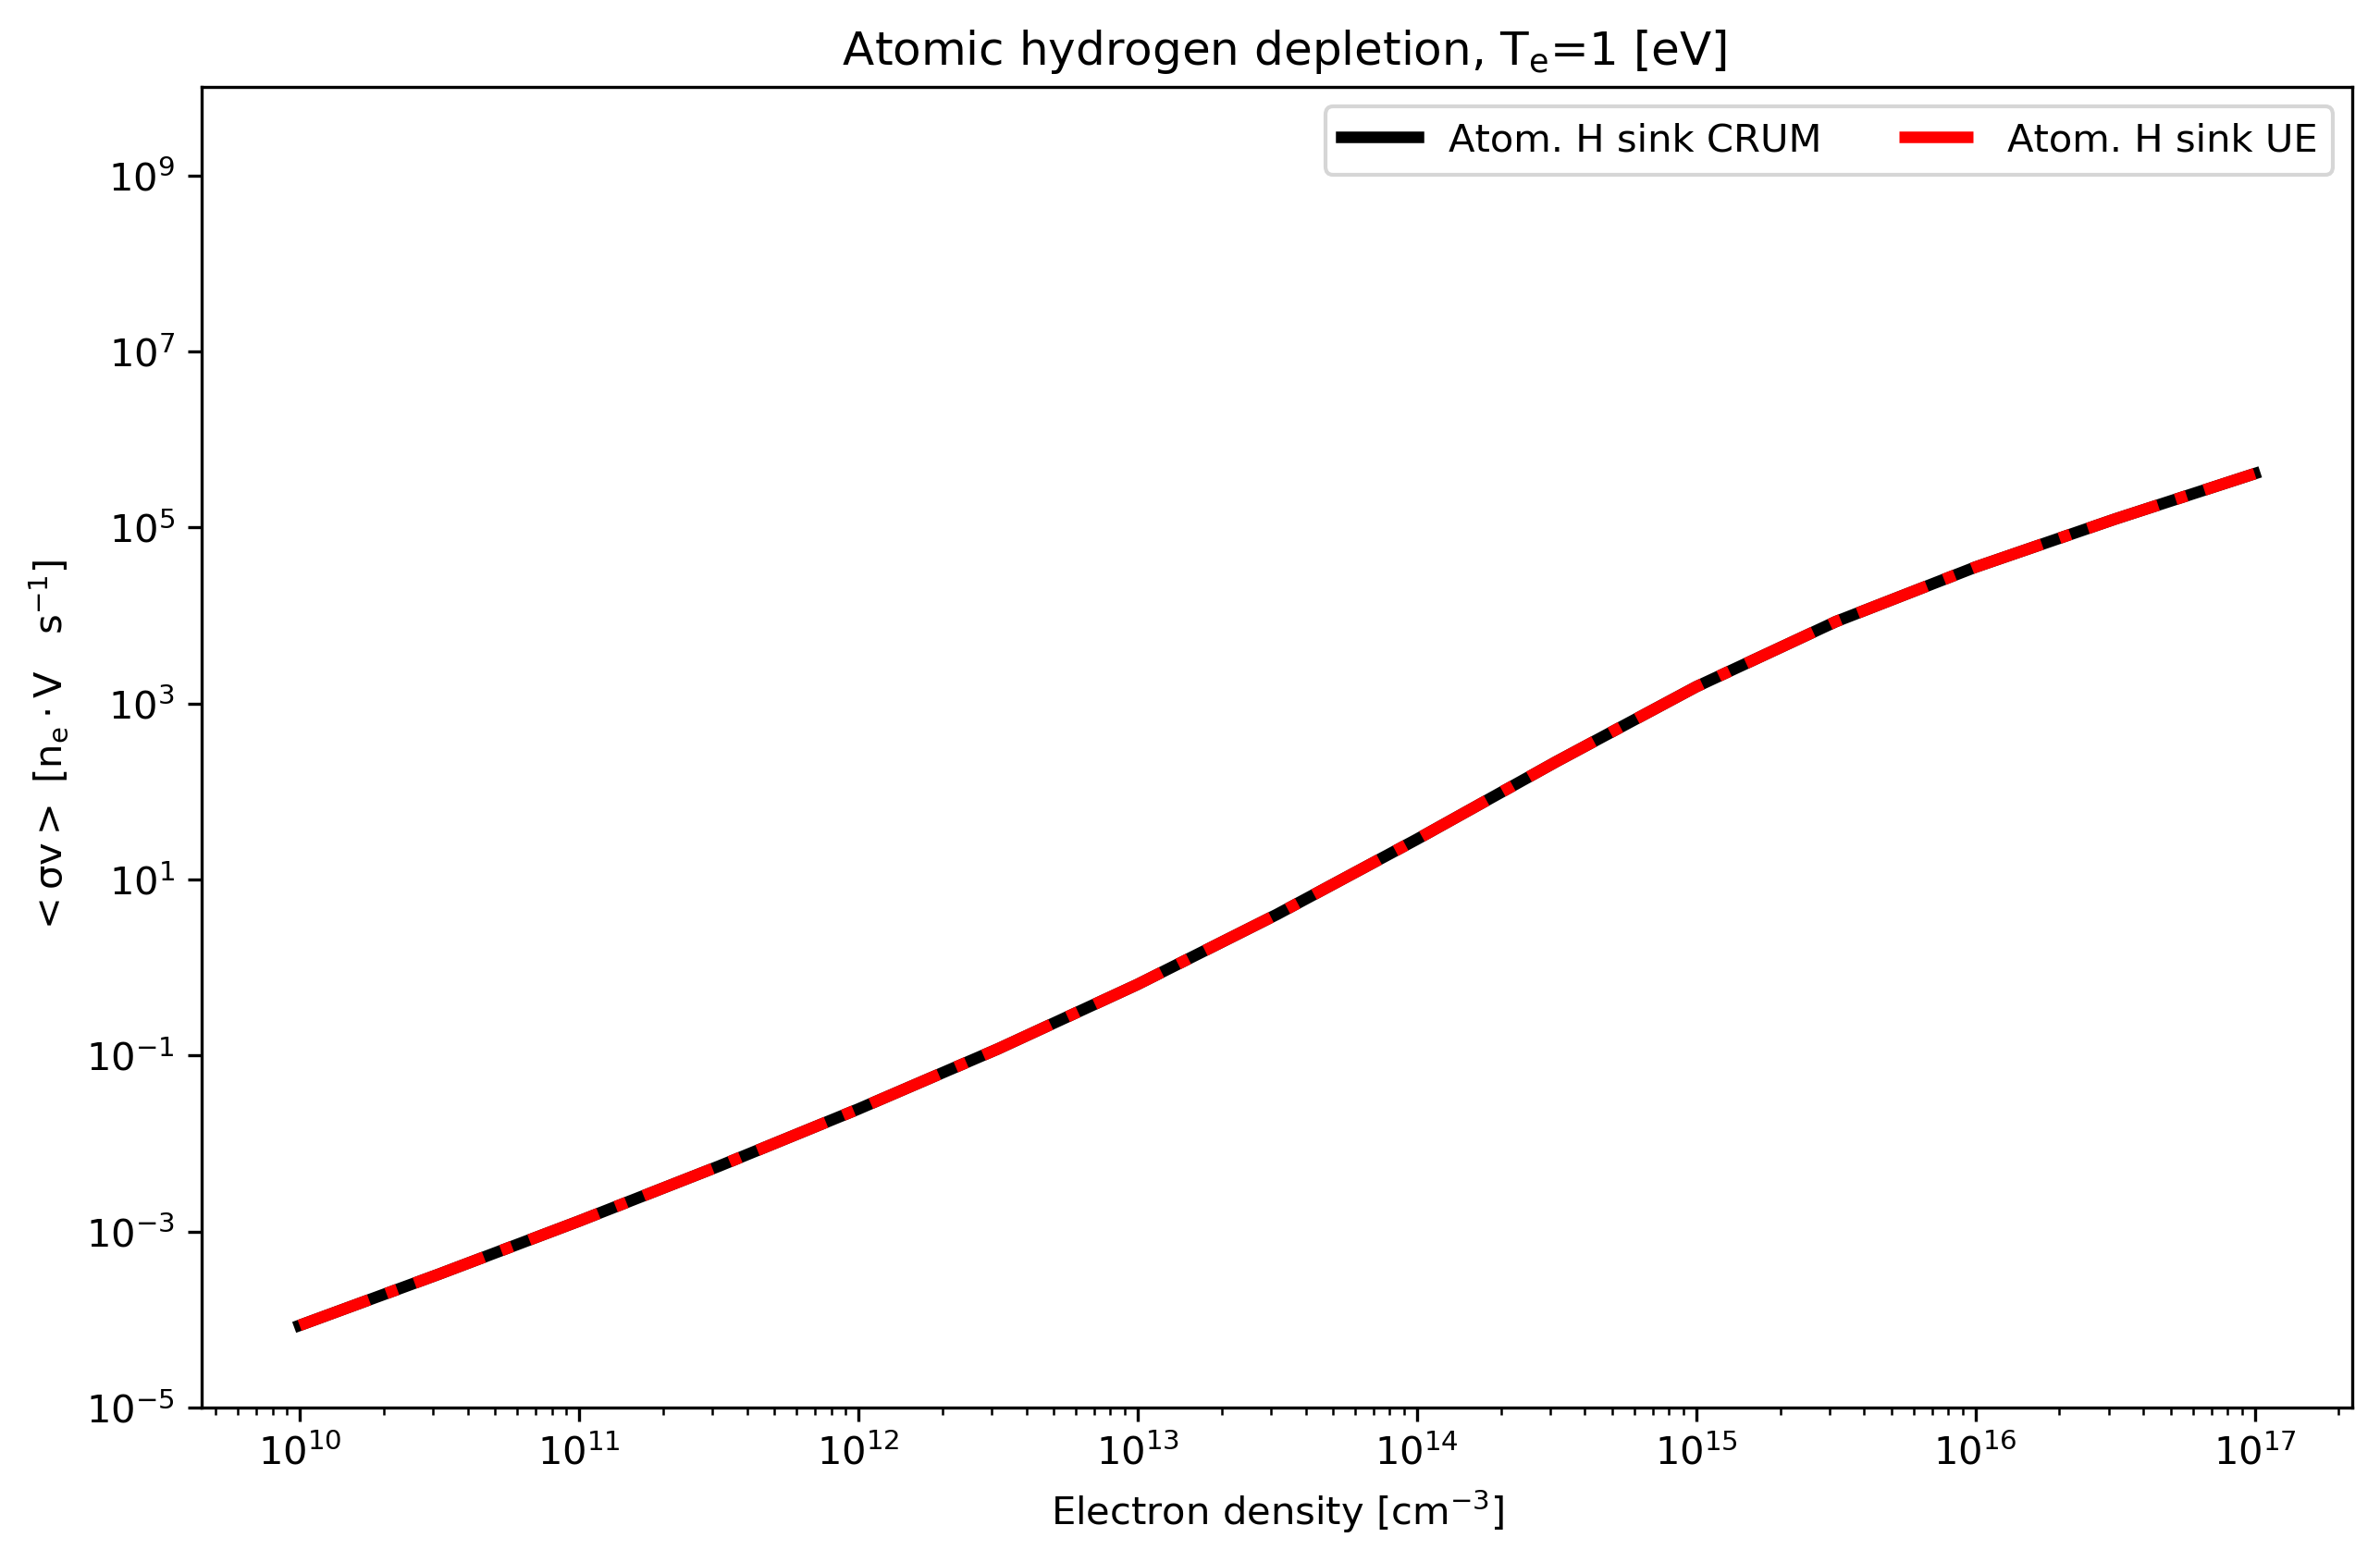 Atomic hydrogen depletion, Tₑ=1 [eV]
Atom. H sink CRUM
Atom. H sink UE
10⁹
10⁷
10⁵
10³
10¹
10⁻¹
10⁻³
10⁻⁵
<σv> [nₑ · V s⁻¹]
10¹⁰ 10¹¹ 10¹² 10¹³ 10¹⁴ 10¹⁵ 10¹⁶ 10¹⁷
Electron density [cm⁻³]